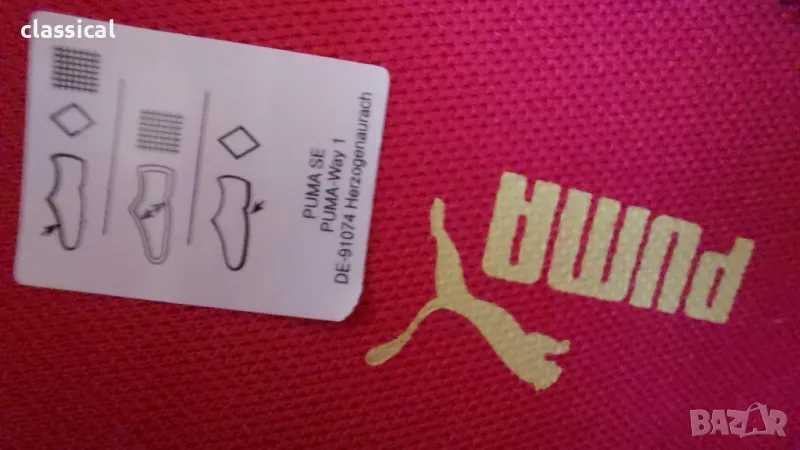 classical
PUMA SE
PUMA-Way 1
DE-91074 Herzogenaurach
PUMA
BAZAR